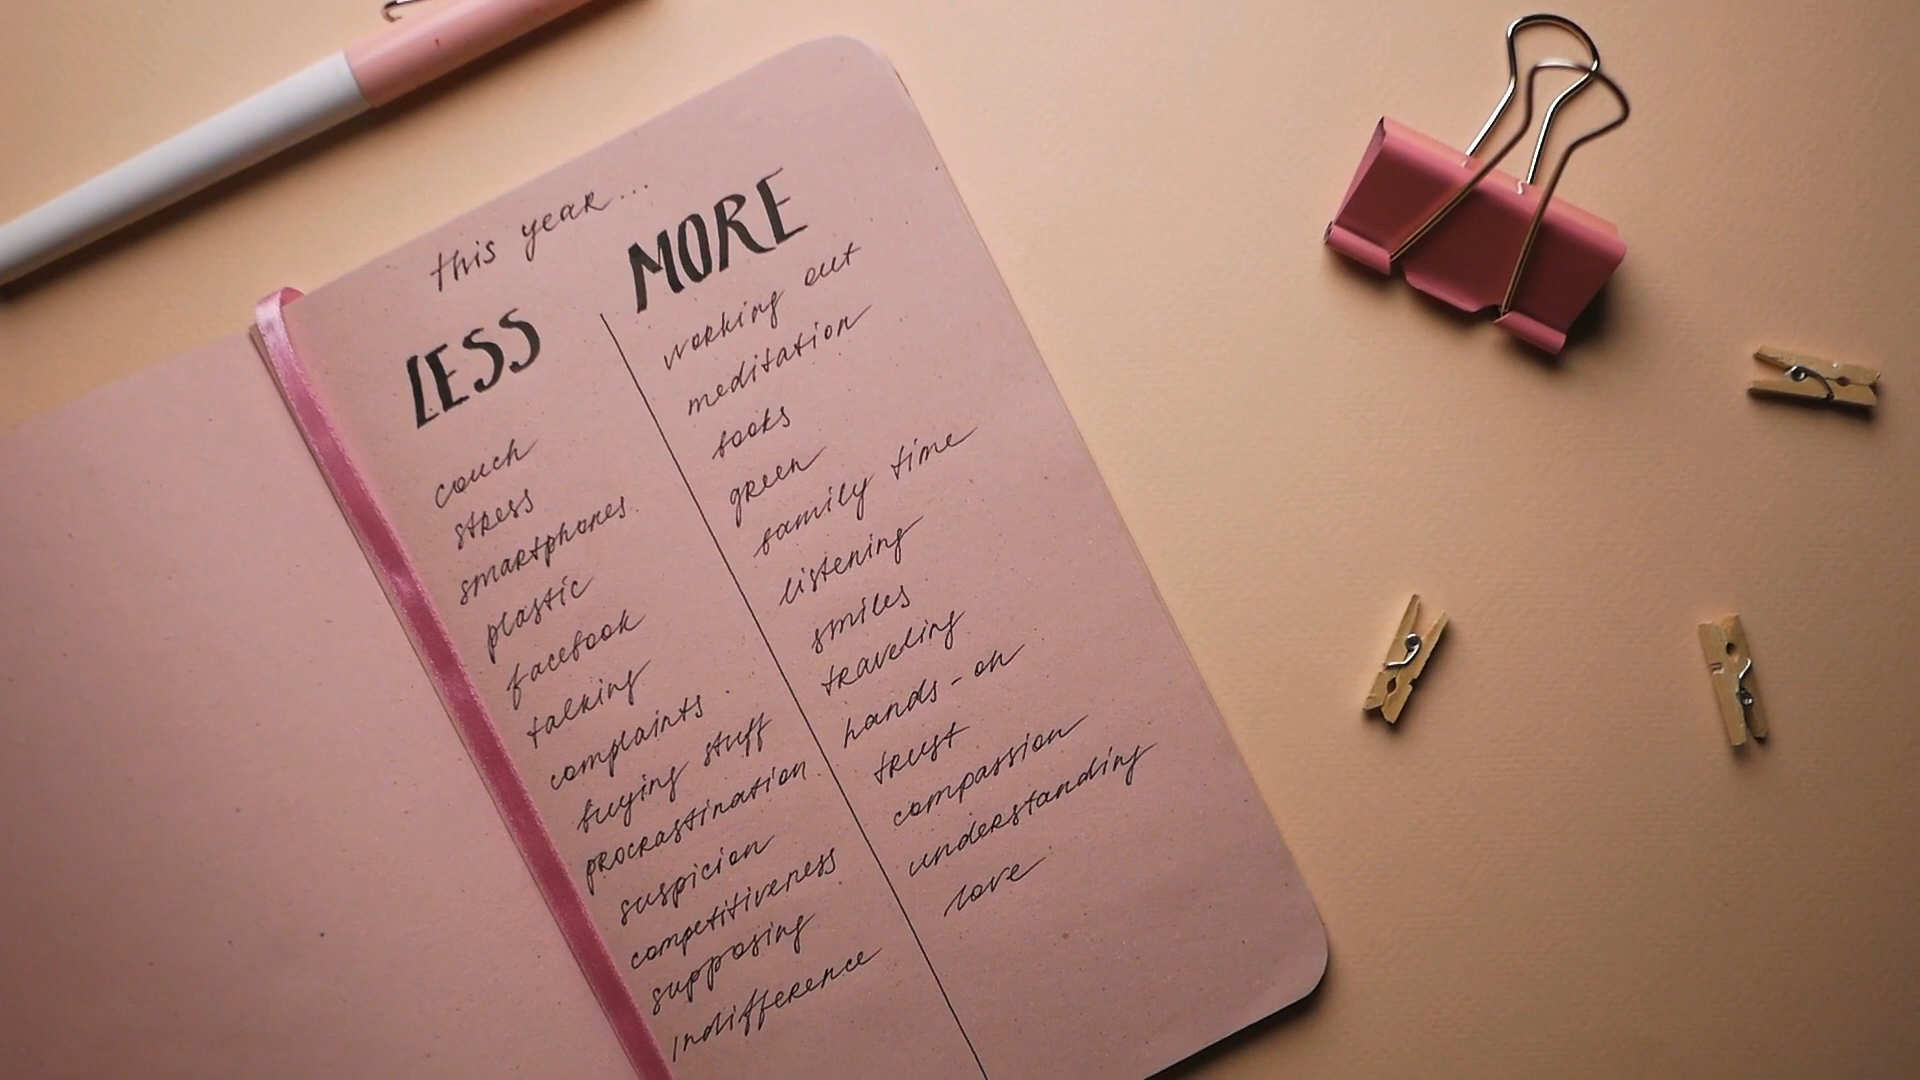 this year...
LESS
couch
stress
smartphones
plastic
facebook
talking
complaints
buying stuff
procrastination
suspicion
competitiveness
supposing
Indifference
MORE
working out
meditation
books
green
family time
listening
smiles
traveling
hands-on
trust
compassion
understanding
love